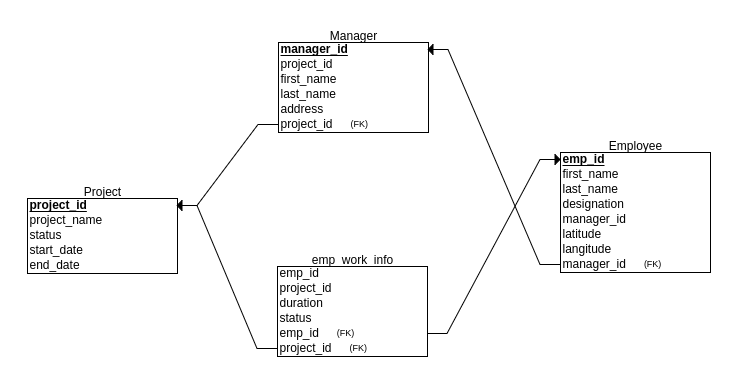 Manager
manager_id
project_id
first_name
last_name
address
project_id (FK)
Project
project_id
project_name
status
start_date
end_date
emp_work_info
emp_id
project_id
duration
status
emp_id (FK)
project_id (FK)
Employee
emp_id
first_name
last_name
designation
manager_id
latitude
langitude
manager_id (FK)